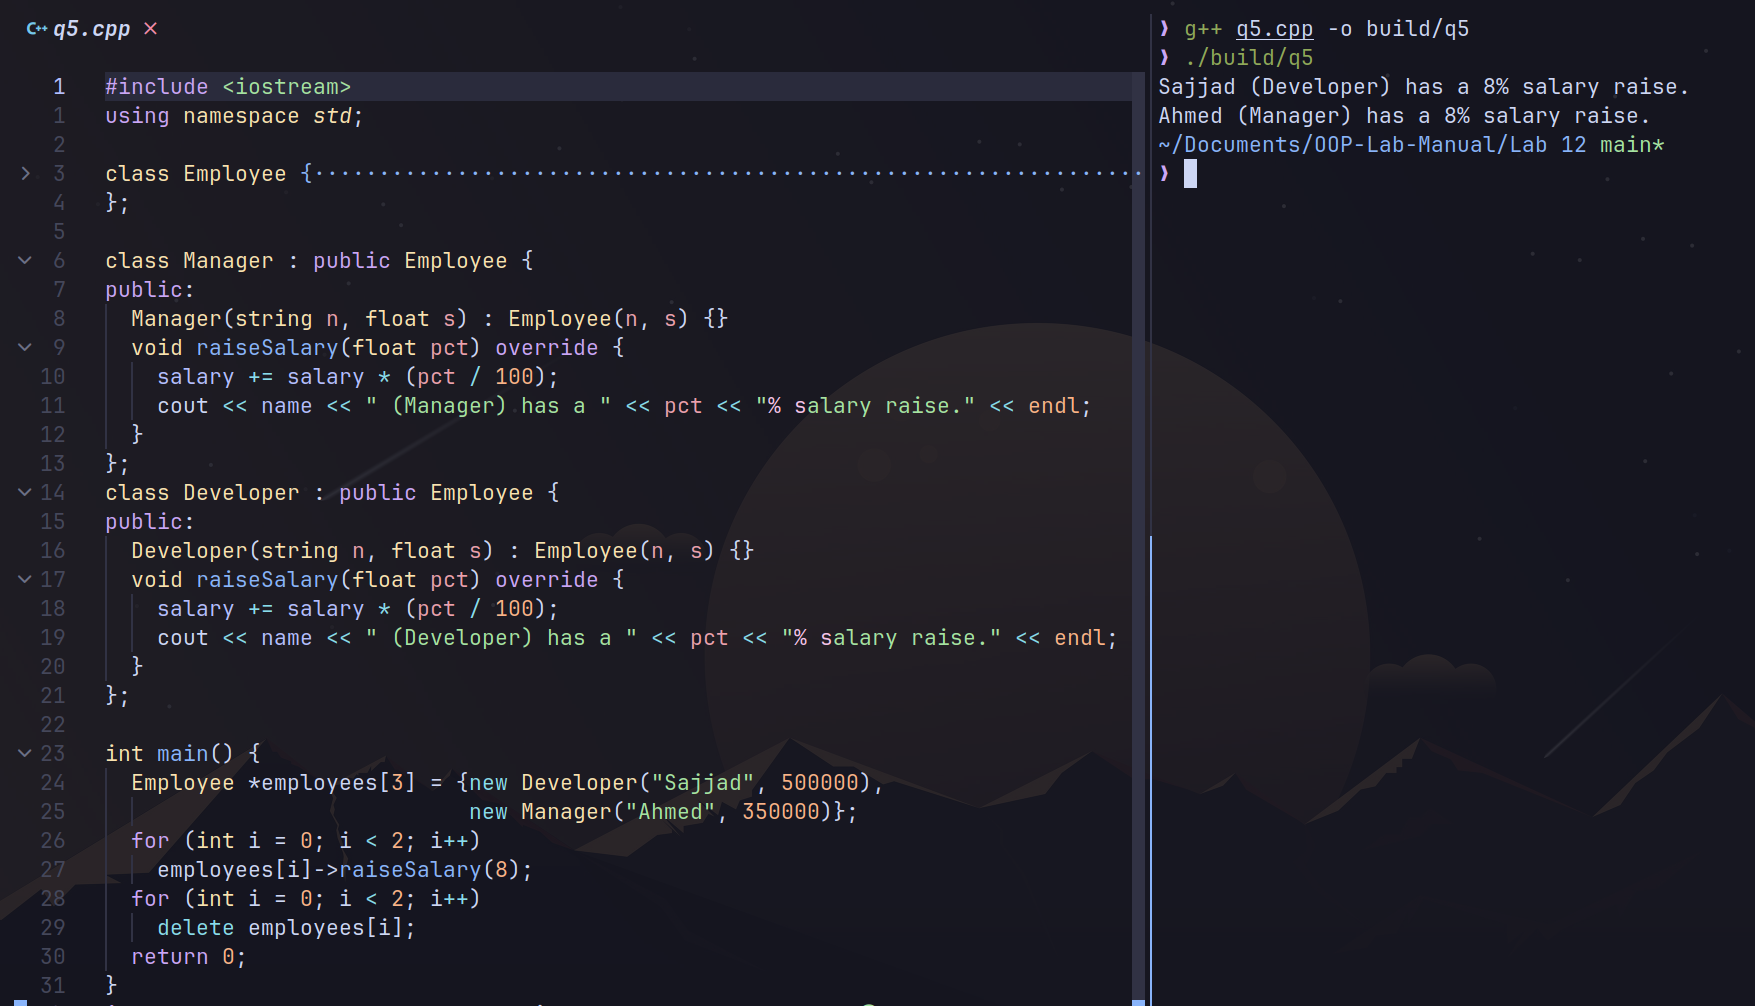 C++ q5.cpp ×
1 #include <iostream>
1 using namespace std;
2
3 class Employee {
4 };
5
6 class Manager : public Employee {
7 public:
8 Manager(string n, float s) : Employee(n, s) {}
9 void raiseSalary(float pct) override {
10 salary += salary * (pct / 100);
11 cout << name << " (Manager) has a " << pct << "% salary raise." << endl;
12 }
13 };
14 class Developer : public Employee {
15 public:
16 Developer(string n, float s) : Employee(n, s) {}
17 void raiseSalary(float pct) override {
18 salary += salary * (pct / 100);
19 cout << name << " (Developer) has a " << pct << "% salary raise." << endl;
20 }
21 };
22
23 int main() {
24 Employee *employees[3] = {new Developer("Sajjad", 500000),
25 new Manager("Ahmed", 350000)};
26 for (int i = 0; i < 2; i++)
27 employees[i]->raiseSalary(8);
28 for (int i = 0; i < 2; i++)
29 delete employees[i];
30 return 0;
31 }
❯ g++ q5.cpp -o build/q5
❯ ./build/q5
Sajjad (Developer) has a 8% salary raise.
Ahmed (Manager) has a 8% salary raise.
~/Documents/OOP-Lab-Manual/Lab 12 main*
❯